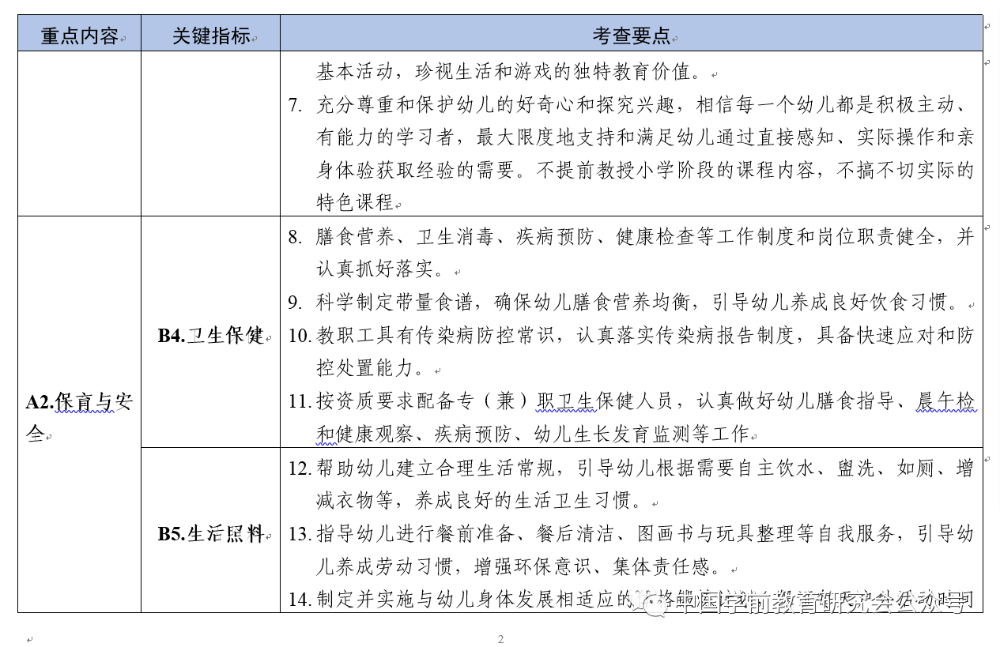 重点内容 关键指标 考查要点
基本活动，珍视生活和游戏的独特教育价值。
7. 充分尊重和保护幼儿的好奇心和探究兴趣，相信每一个幼儿都是积极主动、
有能力的学习者，最大限度地支持和满足幼儿通过直接感知、实际操作和亲
身体验获取经验的需要。不提前教授小学阶段的课程内容，不搞不切实际的
特色课程
A2.保育与安
全
B4.卫生保健
8. 膳食营养、卫生消毒、疾病预防、健康检查等工作制度和岗位职责健全，并
认真抓好落实。
9. 科学制定带量食谱，确保幼儿膳食营养均衡，引导幼儿养成良好饮食习惯。
10. 教职工具有传染病防控常识，认真落实传染病报告制度，具备快速应对和防
控处置能力。
11. 按资质要求配备专（兼）职卫生保健人员，认真做好幼儿膳食指导、晨午检
和健康观察、疾病预防、幼儿生长发育监测等工作
B5.生活照料
12. 帮助幼儿建立合理生活常规，引导幼儿根据需要自主饮水、盥洗、如厕、增
减衣物等，养成良好的生活卫生习惯。
13. 指导幼儿进行餐前准备、餐后清洁、图画书与玩具整理等自我服务，引导幼
儿养成劳动习惯，增强环保意识、集体责任感。
14. 制定并实施与幼儿身体发展相适应的
中国学前教育研究会公众号
2